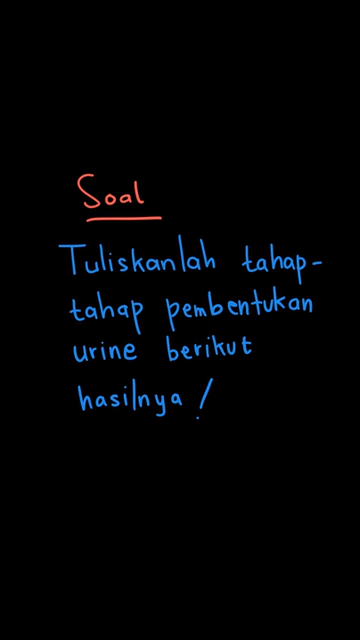 Soal
Tuliskanlah tahap-
tahap pembentukan
urine berikut
hasilnya !